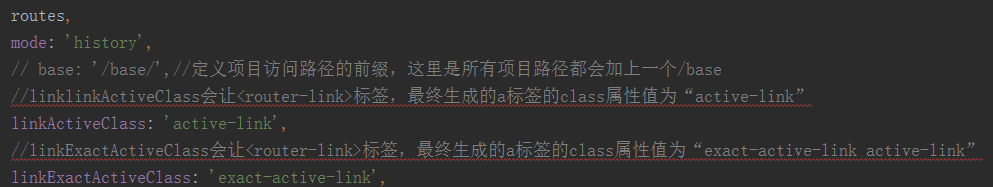 routes,
mode: 'history',
// base: '/base/',//定义项目访问路径的前缀，这里是所有项目路径都会加上一个/base
//linklinkActiveClass会让<router-link>标签，最终生成的a标签的class属性值为“active-link”
linkActiveClass: 'active-link',
//linkExactActiveClass会让<router-link>标签，最终生成的a标签的class属性值为“exact-active-link active-link”
linkExactActiveClass: 'exact-active-link',